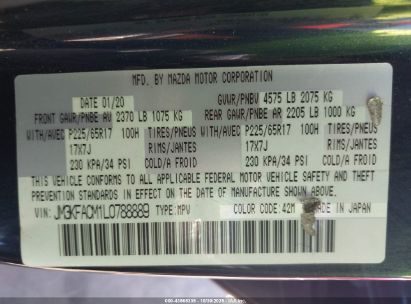 MFD. BY MAZDA MOTOR CORPORATION
DATE 01/20 GVWR/PNBV 4575 LB 2075 KG
FRONT GAWR/PNBE AV 2370 LB 1075 KG REAR GAWR/PNBE AR 2205 LB 1000 KG
WITH/AVEC P225/65R17 100H TIRES/PNEUS WITH/AVEC P225/65R17 100H TIRES/PNEUS
17X7J RIMS/JANTES 17X7J RIMS/JANTES
230 KPA/34 PSI COLD/A FROID 230 KPA/34 PSI COLD/A FROID
THIS VEHICLE CONFORMS TO ALL APPLICABLE FEDERAL MOTOR VEHICLE SAFETY AND THEFT
PREVENTION STANDARDS IN EFFECT ON THE DATE OF MANUFACTURE SHOWN ABOVE.
VIN: JM3KFACM1L0788889 TYPE:MPV COLOR CODE:42M MADE IN JAPAN